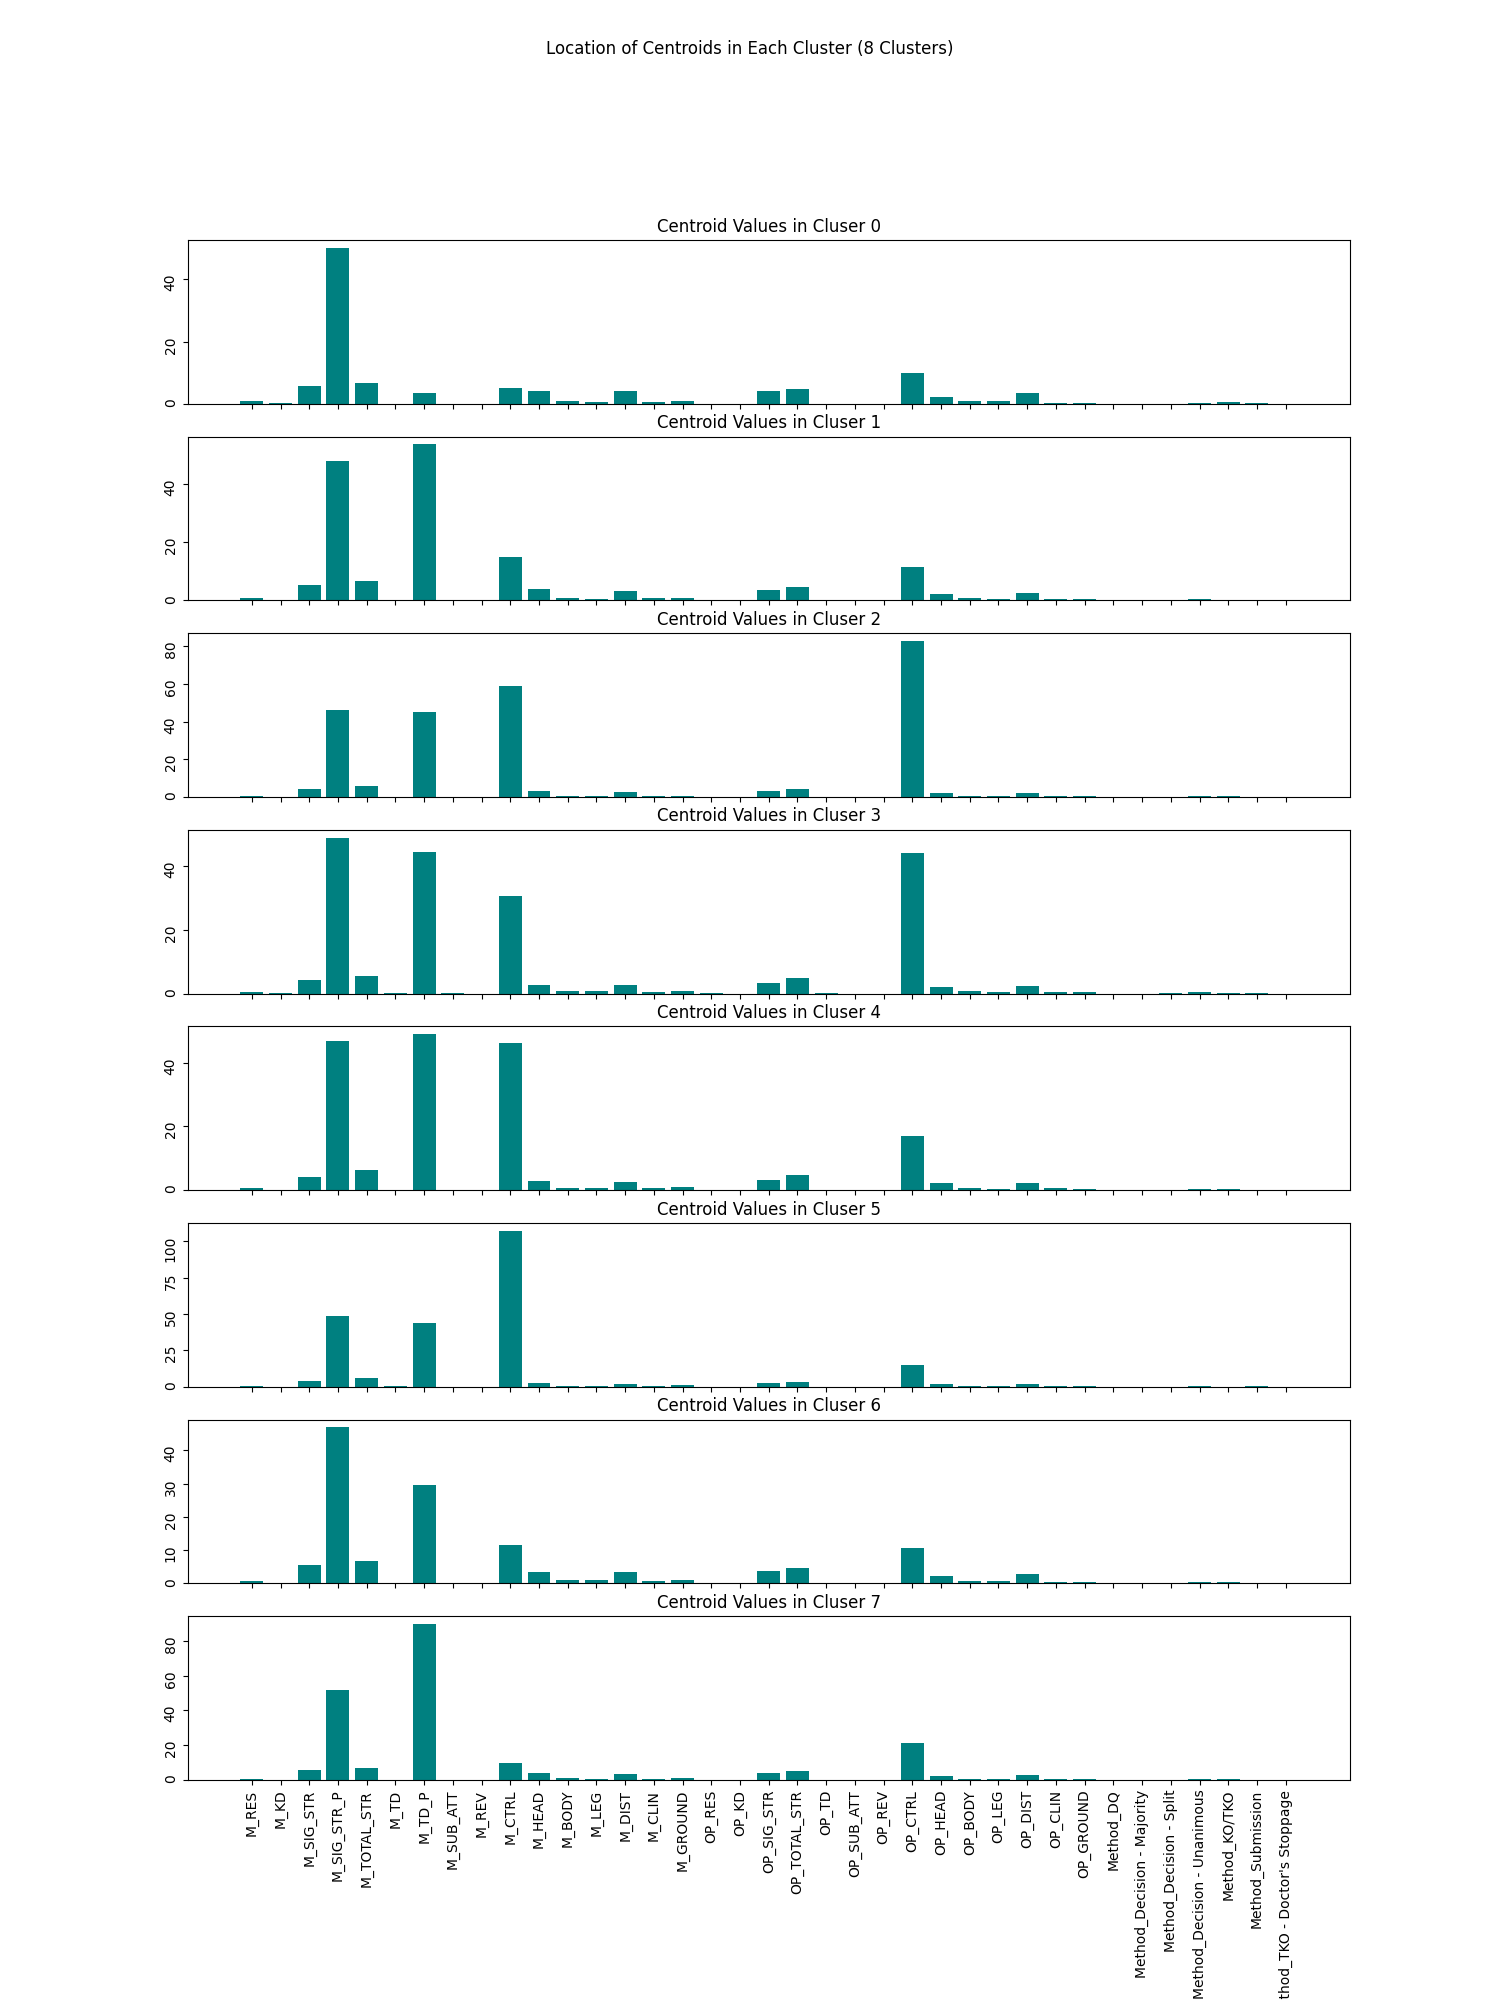 Location of Centroids in Each Cluster (8 Clusters)
Centroid Values in Cluser 0
40
20
0
Centroid Values in Cluser 1
40
20
0
Centroid Values in Cluser 2
80
60
40
20
0
Centroid Values in Cluser 3
40
20
0
Centroid Values in Cluser 4
40
20
0
Centroid Values in Cluser 5
100
75
50
25
0
Centroid Values in Cluser 6
40
30
20
10
0
Centroid Values in Cluser 7
80
60
40
20
0
M_RES
M_KD
M_SIG_STR
M_SIG_STR_P
M_TOTAL_STR
M_TD
M_TD_P
M_SUB_ATT
M_REV
M_CTRL
M_HEAD
M_BODY
M_LEG
M_DIST
M_CLIN
M_GROUND
OP_RES
OP_KD
OP_SIG_STR
OP_TOTAL_STR
OP_TD
OP_SUB_ATT
OP_REV
OP_CTRL
OP_HEAD
OP_BODY
OP_LEG
OP_DIST
OP_CLIN
OP_GROUND
Method_DQ
Method_Decision - Majority
Method_Decision - Split
Method_Decision - Unanimous
Method_KO/TKO
Method_Submission
thod_TKO - Doctor's Stoppage